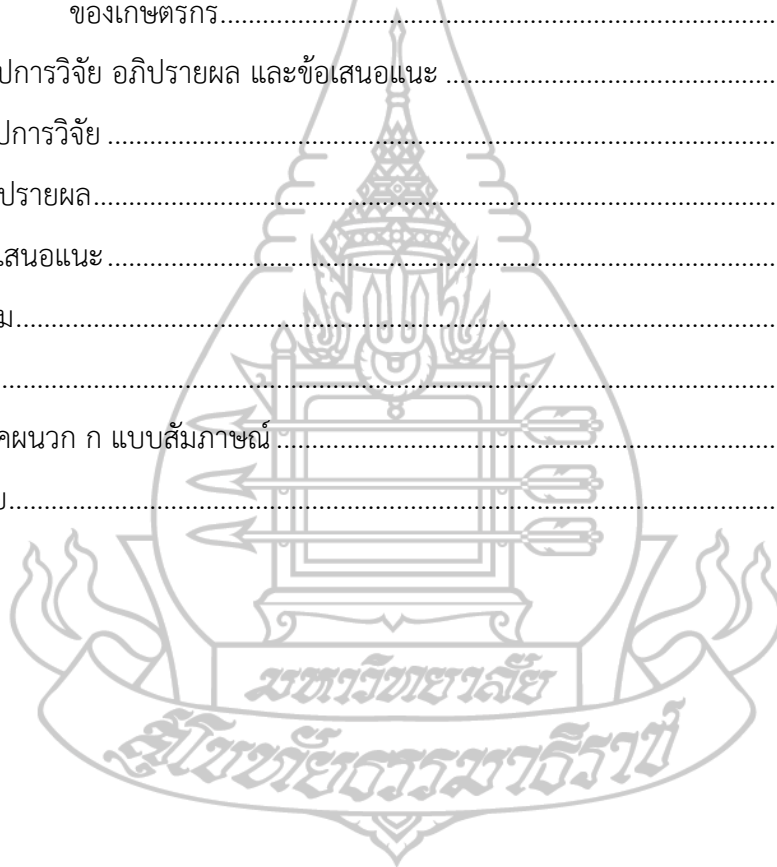 ของเกษตรกร........................................................................................................
ปการวิจัย อภิปรายผล และข้อเสนอแนะ ............................................................
ปการวิจัย ............................................................................................................
ปรายผล...............................................................................................................
เสนอแนะ ............................................................................................................
ม...........................................................................................................................
..............................................................................................................................
คผนวก ก แบบสัมภาษณ์ ....................................................................................
ย...........................................................................................................................
มหาวิทยาลัย
สุโขทัยธรรมาธิราช